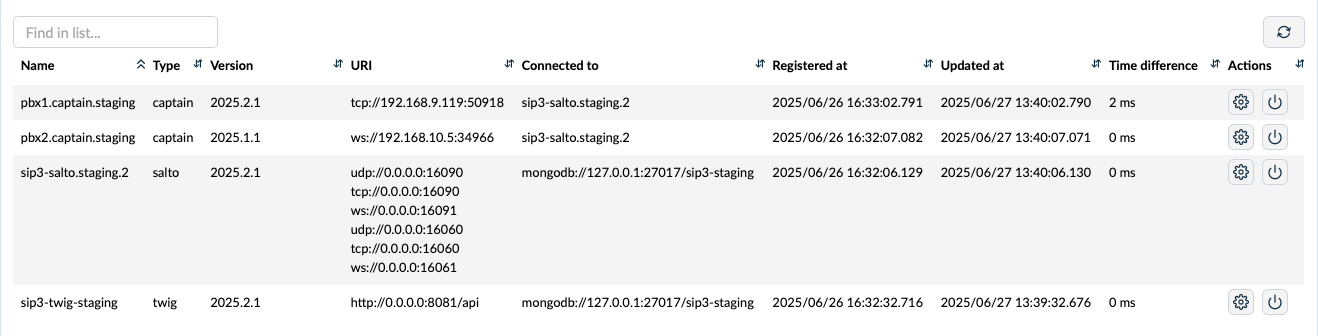 Find in list...
Name Type Version URI Connected to Registered at Updated at Time difference Actions
pbx1.captain.staging captain 2025.2.1 tcp://192.168.9.119:50918 sip3-salto.staging.2 2025/06/26 16:33:02.791 2025/06/27 13:40:02.790 2 ms
pbx2.captain.staging captain 2025.1.1 ws://192.168.10.5:34966 sip3-salto.staging.2 2025/06/26 16:32:07.082 2025/06/27 13:40:07.071 0 ms
sip3-salto.staging.2 salto 2025.2.1 udp://0.0.0.0:16090 mongodb://127.0.0.1:27017/sip3-staging 2025/06/26 16:32:06.129 2025/06/27 13:40:06.130 0 ms
tcp://0.0.0.0:16090
ws://0.0.0.0:16091
udp://0.0.0.0:16060
tcp://0.0.0.0:16060
ws://0.0.0.0:16061
sip3-twig-staging twig 2025.2.1 http://0.0.0.0:8081/api mongodb://127.0.0.1:27017/sip3-staging 2025/06/26 16:32:32.716 2025/06/27 13:39:32.676 0 ms